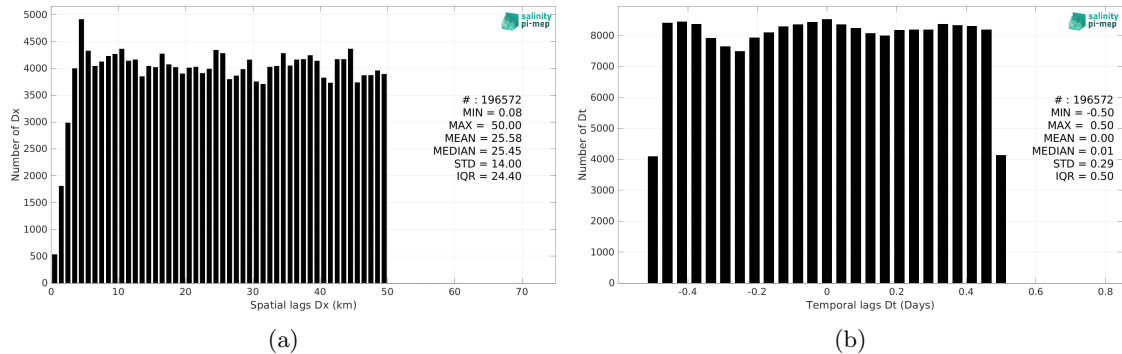 salinity
pi-mep
5000
4500
4000
3500
3000
2500
2000
1500
1000
500
0
Number of Dx
# : 196572
MIN = 0.08
MAX = 50.00
MEAN = 25.58
MEDIAN = 25.45
STD = 14.00
IQR = 24.40
0 10 20 30 40 50 60 70
Spatial lags Dx (km)
(a)
salinity
pi-mep
8000
7000
6000
5000
4000
3000
2000
1000
0
Number of Dt
# : 196572
MIN = -0.50
MAX = 0.50
MEAN = 0.00
MEDIAN = 0.01
STD = 0.29
IQR = 0.50
-0.4 -0.2 0 0.2 0.4 0.6 0.8
Temporal lags Dt (Days)
(b)